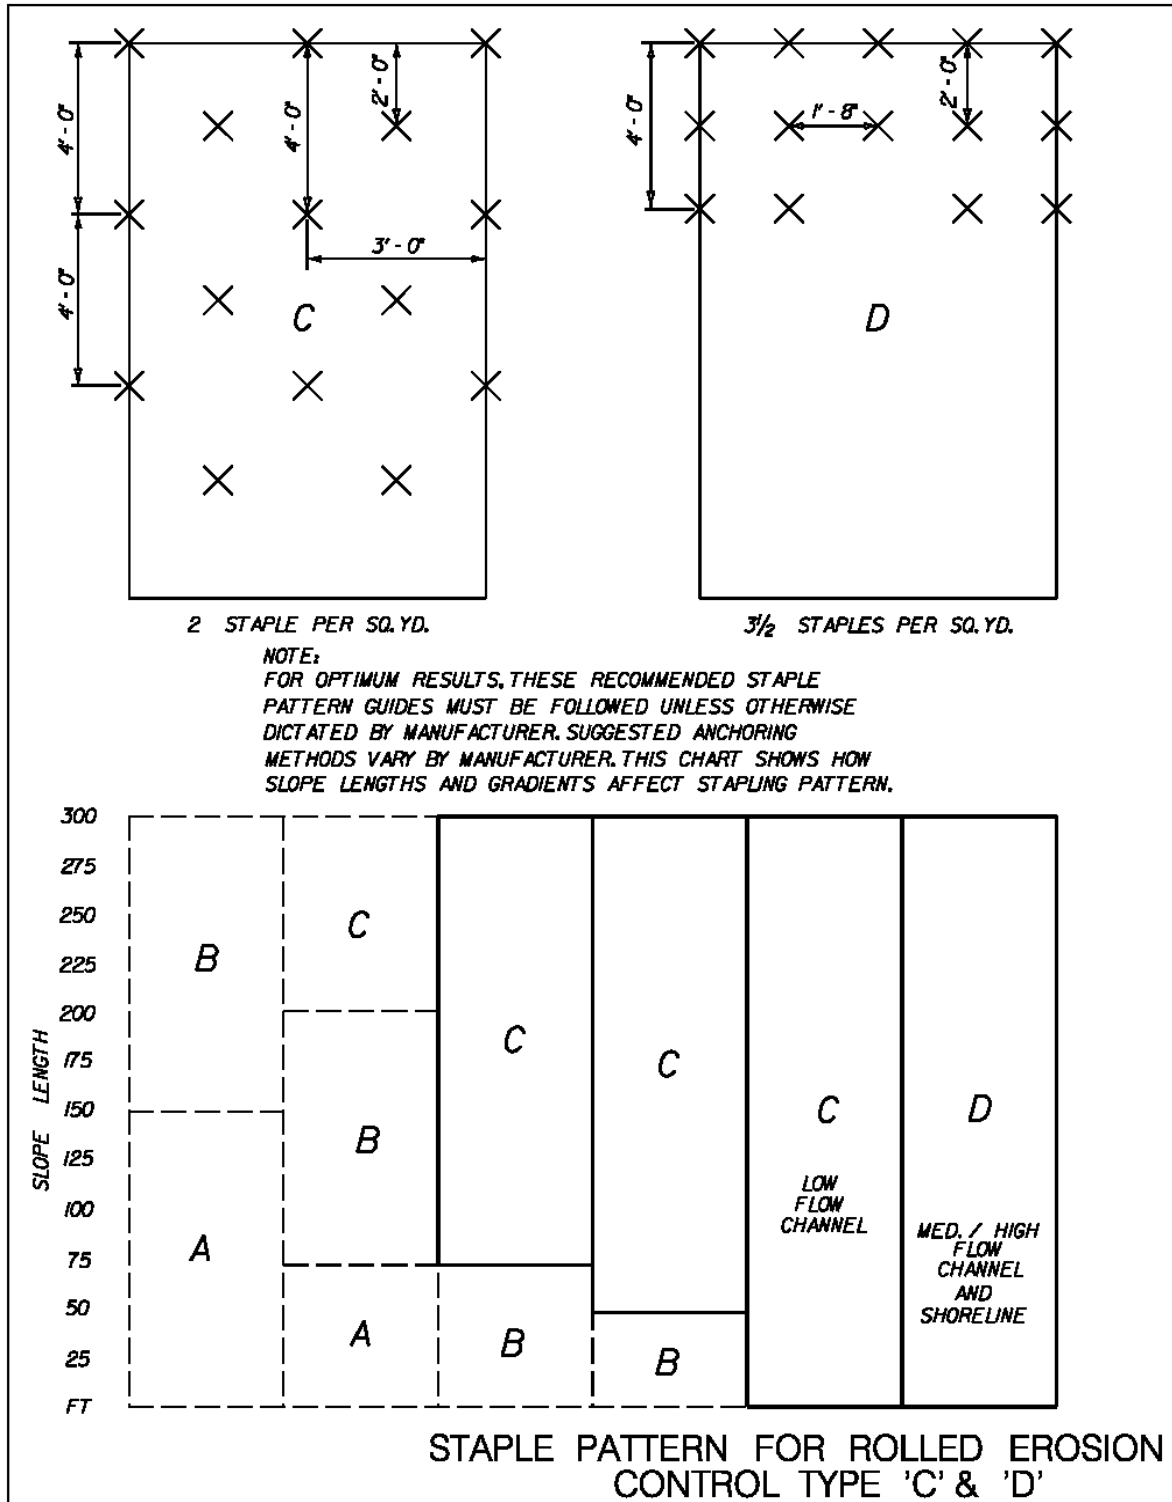 4'-0"
4'-0"
4'-0"
2'-0"
3'-0"
C
4'-0"
1'-8"
2'-0"
D
2 STAPLE PER SQ. YD.
3½ STAPLES PER SQ. YD.
NOTE:
FOR OPTIMUM RESULTS, THESE RECOMMENDED STAPLE
PATTERN GUIDES MUST BE FOLLOWED UNLESS OTHERWISE
DICTATED BY MANUFACTURER. SUGGESTED ANCHORING
METHODS VARY BY MANUFACTURER. THIS CHART SHOWS HOW
SLOPE LENGTHS AND GRADIENTS AFFECT STAPLING PATTERN.
SLOPE LENGTH
300
275
250
225
200
175
150
125
100
75
50
25
FT
B
A
C
B
A
C
B
C
B
C
LOW
FLOW
CHANNEL
D
MED. / HIGH
FLOW
CHANNEL
AND
SHORELINE
STAPLE PATTERN FOR ROLLED EROSION
CONTROL TYPE 'C' & 'D'